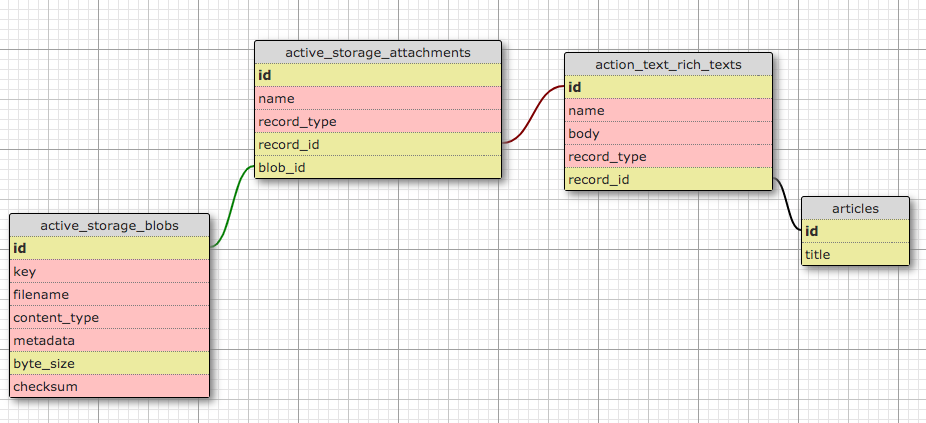 active_storage_attachments
id
name
record_type
record_id
blob_id
action_text_rich_texts
id
name
body
record_type
record_id
articles
id
title
active_storage_blobs
id
key
filename
content_type
metadata
byte_size
checksum